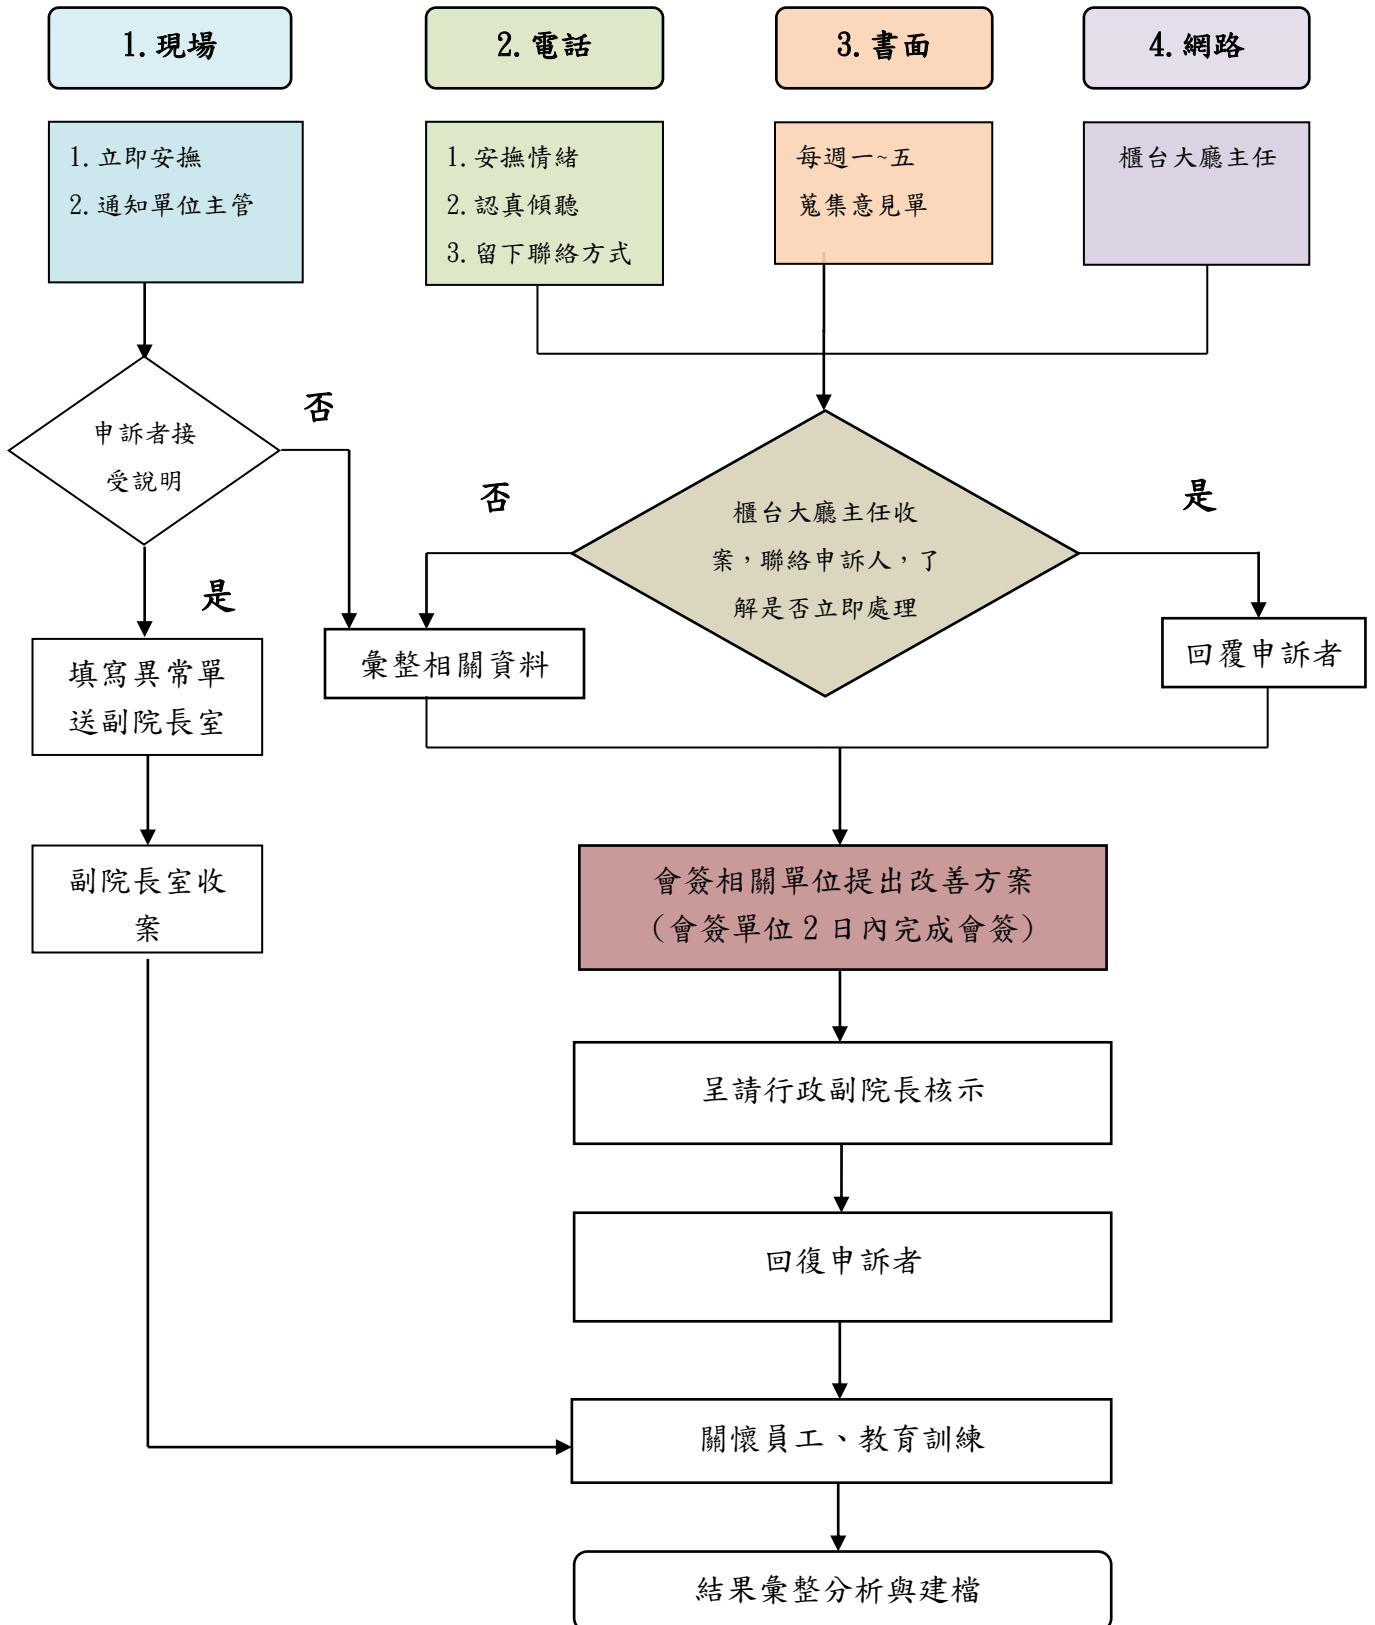 1.現場
2.電話
3.書面
4.網路
1.立即安撫
2.通知單位主管
1.安撫情緒
2.認真傾聽
3.留下聯絡方式
每週一~五
蒐集意見單
櫃台大廳主任
申訴者接
受說明
否
是
否
櫃台大廳主任收
案，聯絡申訴人，了
解是否立即處理
是
填寫異常單
送副院長室
彙整相關資料
回覆申訴者
副院長室收
案
會簽相關單位提出改善方案
（會簽單位 2 日內完成會簽）
呈請行政副院長核示
回復申訴者
關懷員工、教育訓練
結果彙整分析與建檔